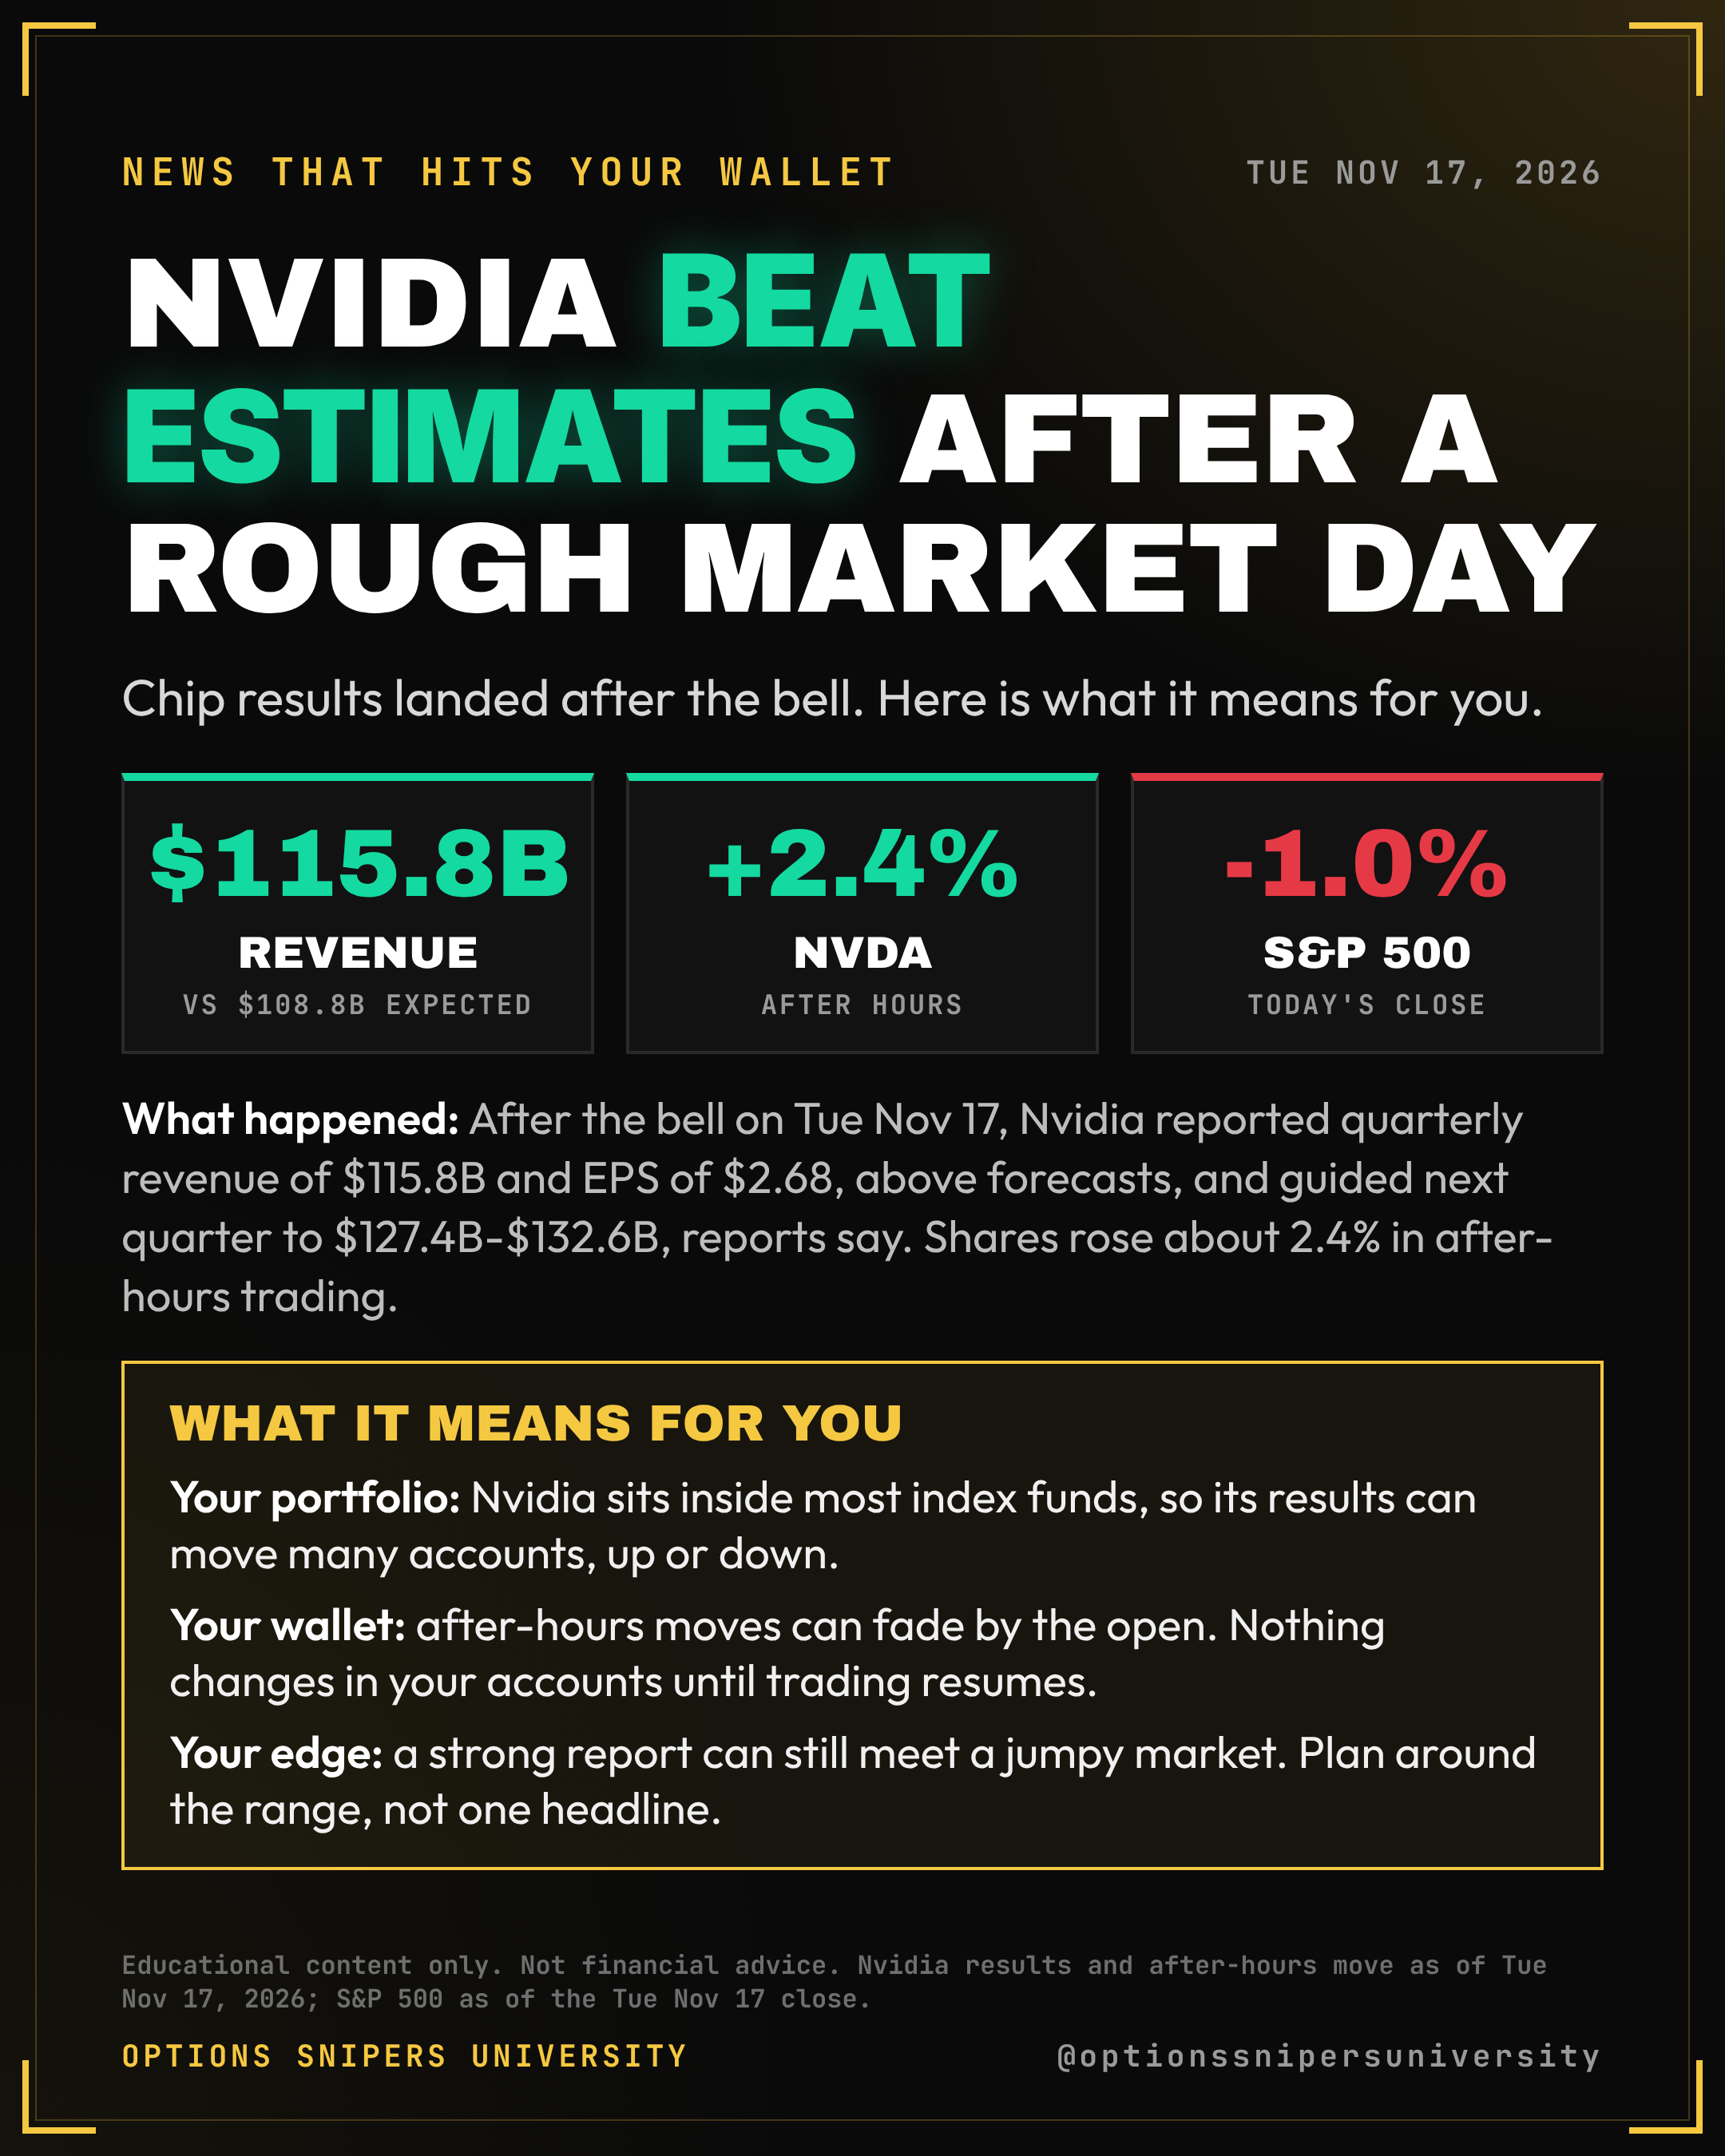 NEWS THAT HITS YOUR WALLET
TUE NOV 17, 2026
NVIDIA BEAT
ESTIMATES AFTER A
ROUGH MARKET DAY
Chip results landed after the bell. Here is what it means for you.
$115.8B
REVENUE
VS $108.8B EXPECTED
+2.4%
NVDA
AFTER HOURS
-1.0%
S&P 500
TODAY'S CLOSE
What happened: After the bell on Tue Nov 17, Nvidia reported quarterly
revenue of $115.8B and EPS of $2.68, above forecasts, and guided next
quarter to $127.4B-$132.6B, reports say. Shares rose about 2.4% in after-
hours trading.
WHAT IT MEANS FOR YOU
Your portfolio: Nvidia sits inside most index funds, so its results can
move many accounts, up or down.
Your wallet: after-hours moves can fade by the open. Nothing
changes in your accounts until trading resumes.
Your edge: a strong report can still meet a jumpy market. Plan around
the range, not one headline.
Educational content only. Not financial advice. Nvidia results and after-hours move as of Tue
Nov 17, 2026; S&P 500 as of the Tue Nov 17 close.
OPTIONS SNIPERS UNIVERSITY
@optionssnipersuniversity